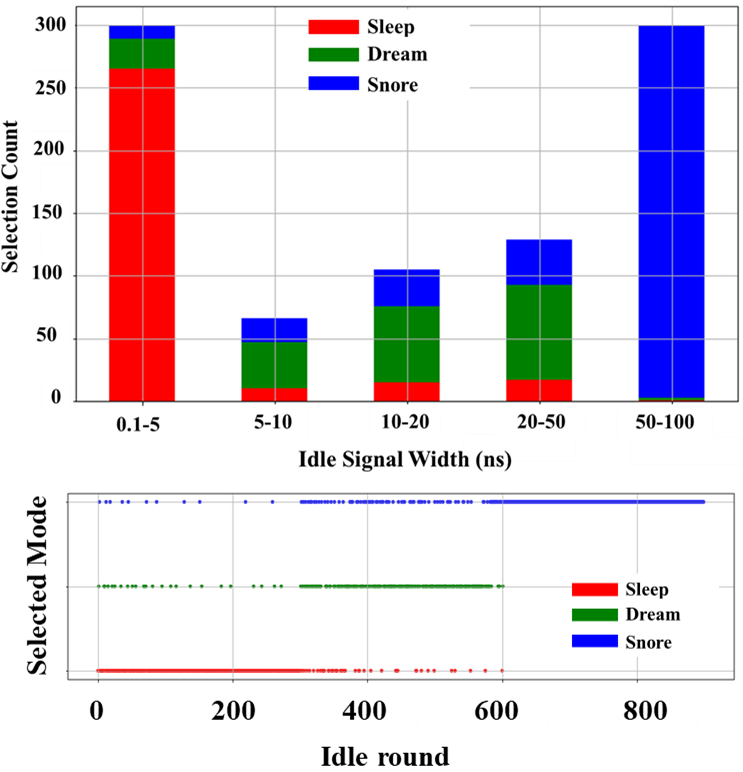 300
250
200
150
100
50
0
Selection Count
Sleep
Dream
Snore
0.1-5 5-10 10-20 20-50 50-100
Idle Signal Width (ns)
Selected Mode
Sleep
Dream
Snore
0 200 400 600 800
Idle round